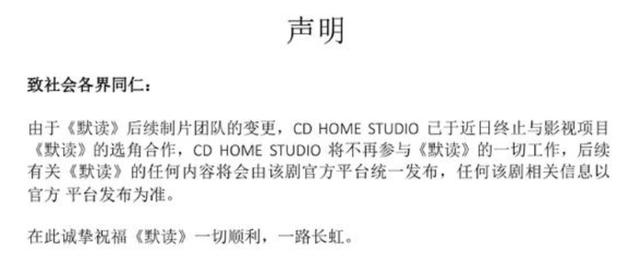 声明
致社会各界同仁：
由于《默读》后续制片团队的变更，CD HOME STUDIO 已于近日终止与影视项目
《默读》的选角合作，CD HOME STUDIO 将不再参与《默读》的一切工作，后续
有关《默读》的任何内容将会由该剧官方平台统一发布，任何该剧相关信息以
官方 平台发布为准。
在此诚挚祝福《默读》一切顺利，一路长虹。